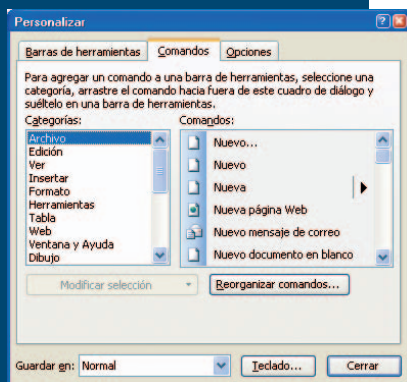 Personalizar
Barras de herramientas
Comandos
Opciones
Para agregar un comando a una barra de herramientas, seleccione una
categoría, arrastre el comando hacia fuera de este cuadro de diálogo y
suéltelo en una barra de herramientas.
Categorías:
Archivo
Edición
Ver
Insertar
Formato
Herramientas
Tabla
Web
Ventana y Ayuda
Dibujo
Comandos:
Nuevo...
Nuevo
Nueva
Nueva página Web
Nuevo mensaje de correo
Nuevo documento en blanco
Modificar selección
Reorganizar comandos...
Guardar en: Normal
Teclado...
Cerrar